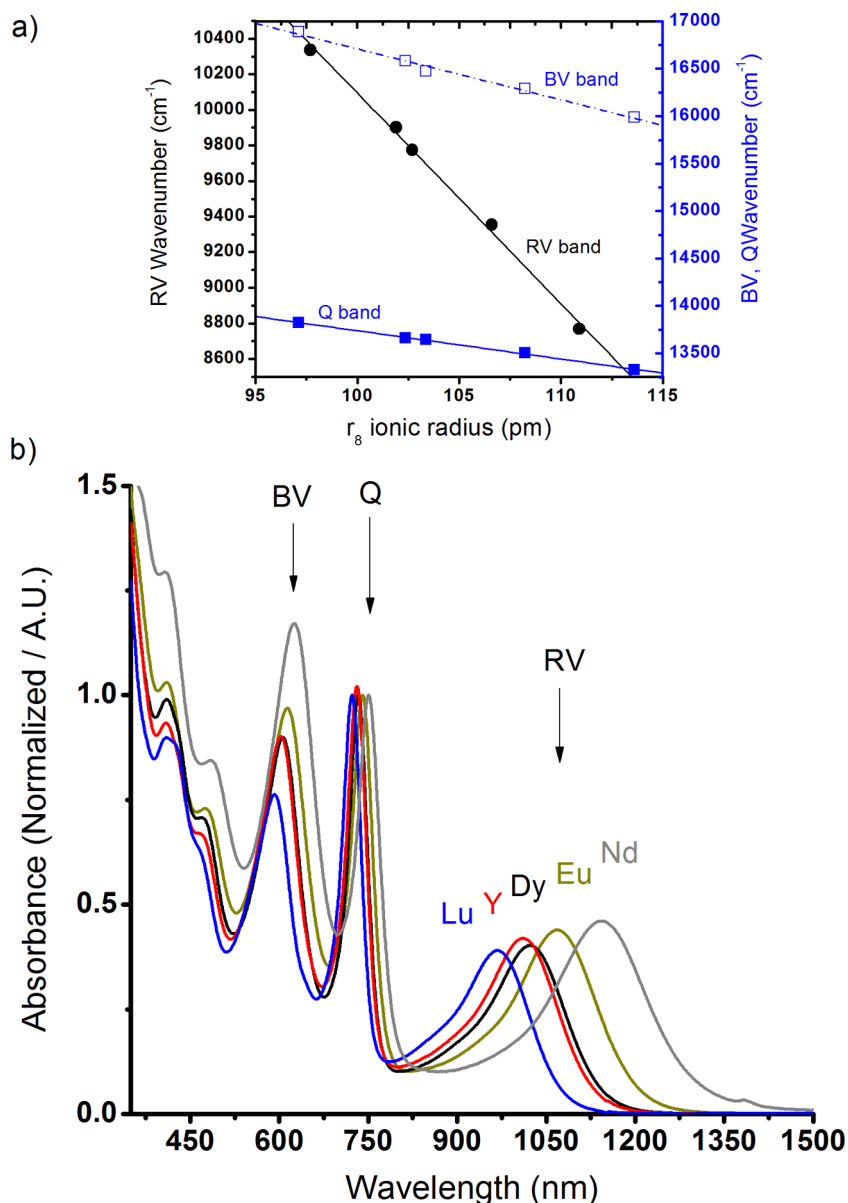 a)
10400
10200
10000
9800
9600
9400
9200
9000
8800
8600
RV Wavenumber (cm⁻¹)
BV band
RV band
Q band
17000
16500
16000
15500
15000
14500
14000
13500
BV, QWavenumber (cm⁻¹)
95 100 105 110 115
r₈ ionic radius (pm)
b)
1.5
1.0
0.5
0.0
Absorbance (Normalized / A.U.)
BV Q
RV
Lu Y Dy Eu Nd
450 600 750 900 1050 1200 1350 1500
Wavelength (nm)